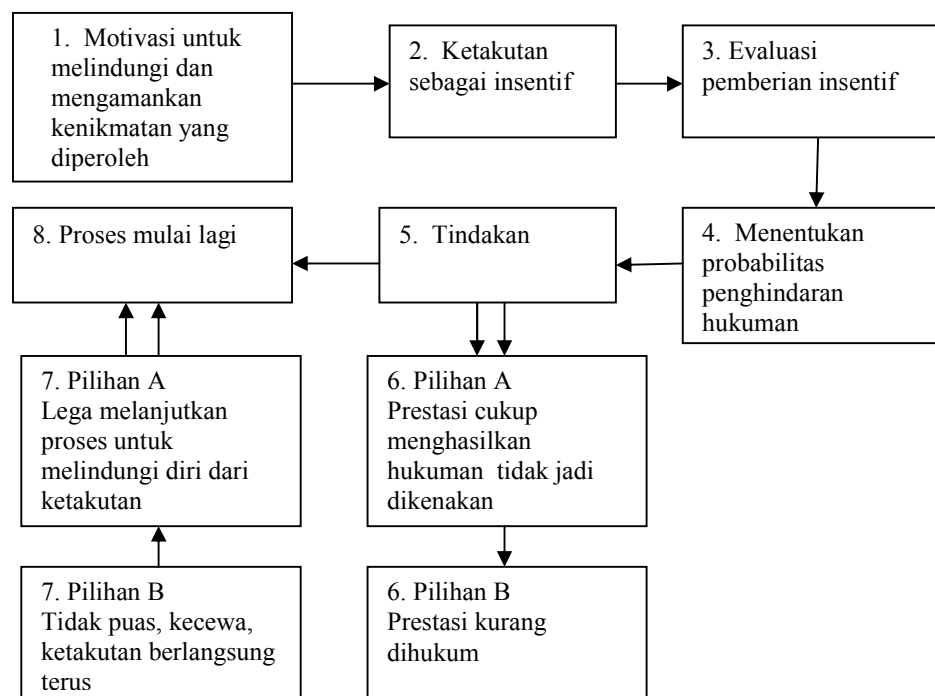 1. Motivasi untuk
melindungi dan
mengamankan
kenikmatan yang
diperoleh
2. Ketakutan
sebagai insentif
3. Evaluasi
pemberian insentif
8. Proses mulai lagi
5. Tindakan
4. Menentukan
probabilitas
penghindaran
hukuman
7. Pilihan A
Lega melanjutkan
proses untuk
melindungi diri dari
ketakutan
6. Pilihan A
Prestasi cukup
menghasilkan
hukuman tidak jadi
dikenakan
7. Pilihan B
Tidak puas, kecewa,
ketakutan berlangsung
terus
6. Pilihan B
Prestasi kurang
dihukum